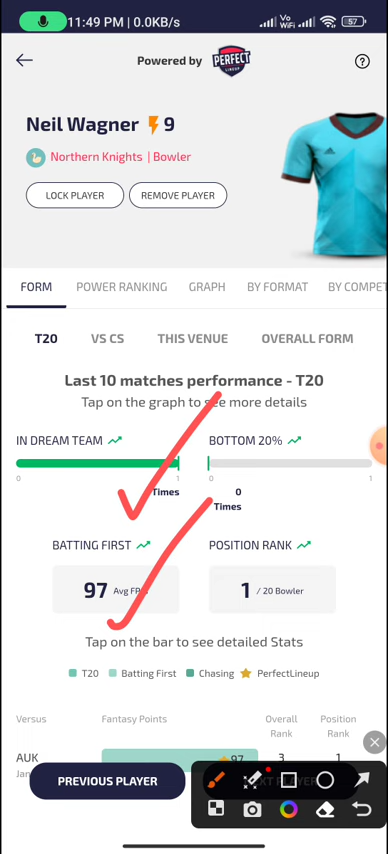 11:49 PM | 0.0KB/s
Vo
WiFi
57
Powered by
PERFECT
LINEUP
Neil Wagner 9
Northern Knights | Bowler
LOCK PLAYER
REMOVE PLAYER
FORM
POWER RANKING
GRAPH
BY FORMAT
BY COMPET
T20
VS CS
THIS VENUE
OVERALL FORM
Last 10 matches performance - T20
Tap on the graph to see more details
IN DREAM TEAM
BOTTOM 20%
0 1
Times
0 1
0
Times
BATTING FIRST
POSITION RANK
97 Avg FPts
1 / 20 Bowler
Tap on the bar to see detailed Stats
T20 Batting First Chasing PerfectLineup
Versus Fantasy Points Overall Rank Position Rank
AUK 97 3 1
Jan
PREVIOUS PLAYER